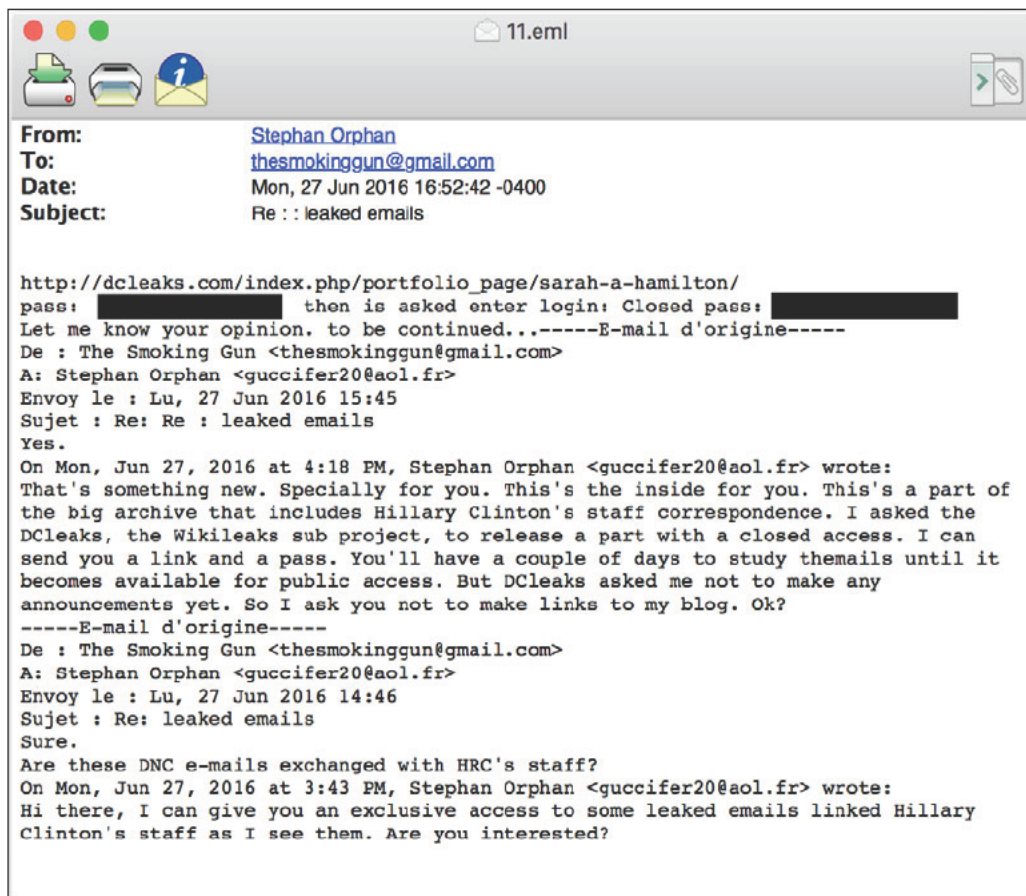 11.eml
From: Stephan Orphan
To: thesmokinggun@gmail.com
Date: Mon, 27 Jun 2016 16:52:42 -0400
Subject: Re : : leaked emails
http://dcleaks.com/index.php/portfolio_page/sarah-a-hamilton/
pass: then is asked enter login: Closed pass:
Let me know your opinion. to be continued...-----E-mail d'origine-----
De : The Smoking Gun <thesmokinggun@gmail.com>
A: Stephan Orphan <guccifer20@aol.fr>
Envoy le : Lu, 27 Jun 2016 15:45
Sujet : Re: Re : leaked emails
Yes.
On Mon, Jun 27, 2016 at 4:18 PM, Stephan Orphan <guccifer20@aol.fr> wrote:
That's something new. Specially for you. This's the inside for you. This's a part of
the big archive that includes Hillary Clinton's staff correspondence. I asked the
DCleaks, the Wikileaks sub project, to release a part with a closed access. I can
send you a link and a pass. You'll have a couple of days to study themails until it
becomes available for public access. But DCleaks asked me not to make any
announcements yet. So I ask you not to make links to my blog. Ok?
-----E-mail d'origine-----
De : The Smoking Gun <thesmokinggun@gmail.com>
A: Stephan Orphan <guccifer20@aol.fr>
Envoy le : Lu, 27 Jun 2016 14:46
Sujet : Re: leaked emails
Sure.
Are these DNC e-mails exchanged with HRC's staff?
On Mon, Jun 27, 2016 at 3:43 PM, Stephan Orphan <guccifer20@aol.fr> wrote:
Hi there, I can give you an exclusive access to some leaked emails linked Hillary
Clinton's staff as I see them. Are you interested?